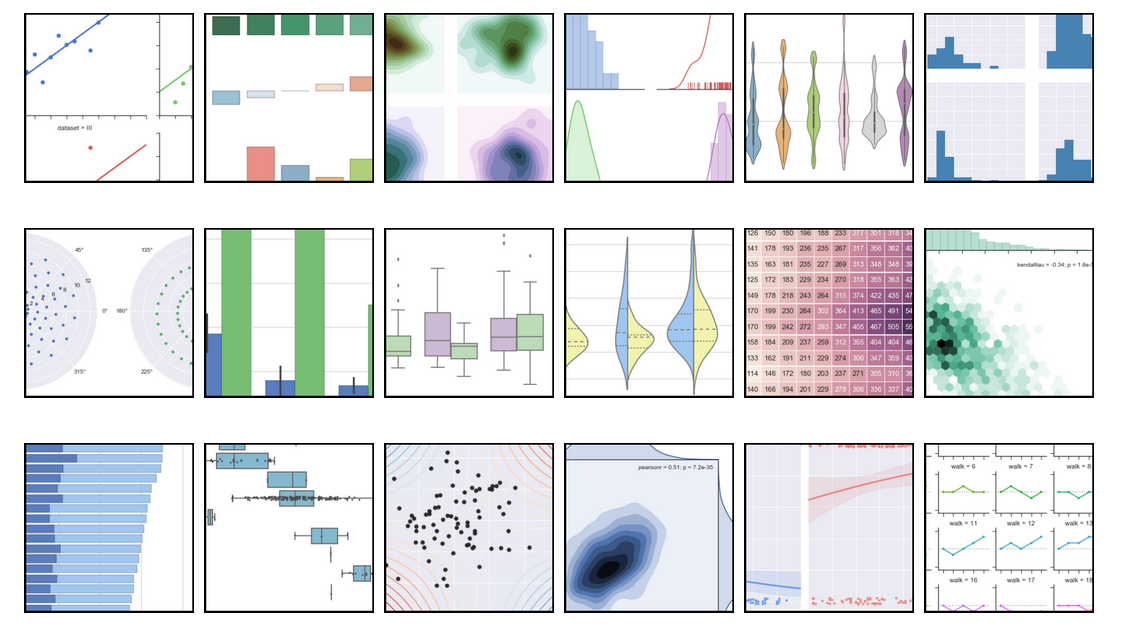 dataset = III
45° 135°
12
10
8
6
2
0° 180°
315° 225°
126 150 180 196 188 233 277 301 318
141 178 193 236 235 267 317 356 362
135 163 181 235 227 269 313 348 348
125 172 183 229 234 270 318 355 363
149 178 218 243 264 315 374 422 435
170 199 230 264 302 364 413 465 491
170 199 242 272 293 347 405 467 505
158 184 209 237 259 312 355 404 404
133 162 191 211 229 274 306 347 359
114 146 172 180 203 237 271 305 310
140 166 194 201 229 278 306 336 337
kendalltau = -0.34; p = 1.8e-
pearsonr = 0.51; p = 7.2e-35
walk = 6 walk = 7 walk = 8
walk = 11 walk = 12 walk = 13
walk = 16 walk = 17 walk = 18